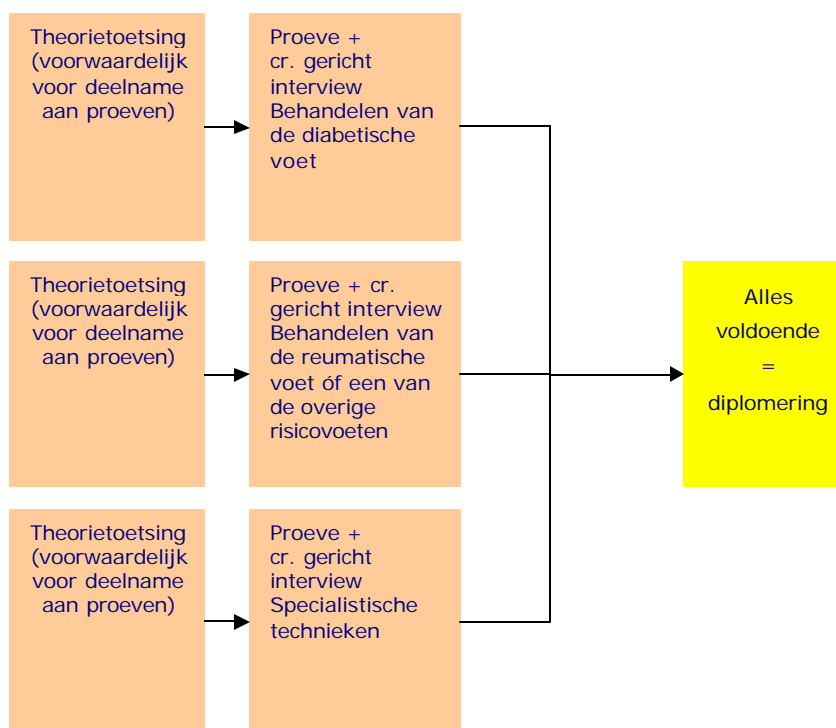 Theorietoetsing
(voorwaardelijk
voor deelname
aan proeven)
Proeve +
cr. gericht
interview
Behandelen van
de diabetische
voet
Theorietoetsing
(voorwaardelijk
voor deelname
aan proeven)
Proeve + cr.
gericht interview
Behandelen van
de reumatische
voet óf een van
de overige
risicovoeten
Alles
voldoende
=
diplomering
Theorietoetsing
(voorwaardelijk
voor deelname
aan proeven)
Proeve +
cr. gericht
interview
Specialistische
technieken